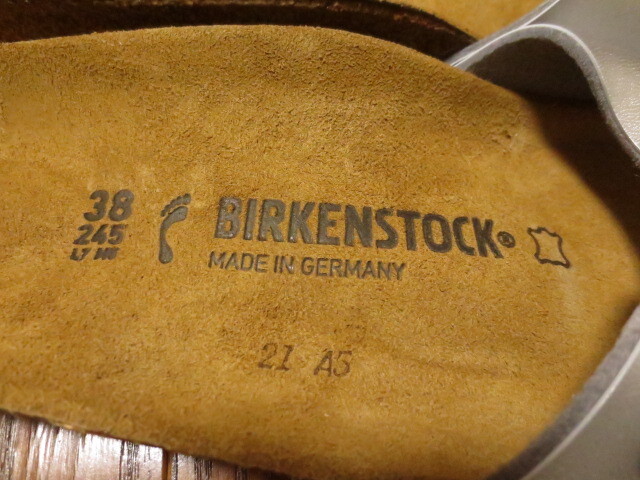 38
245
L7 M5
BIRKENSTOCK®
MADE IN GERMANY
21 A5